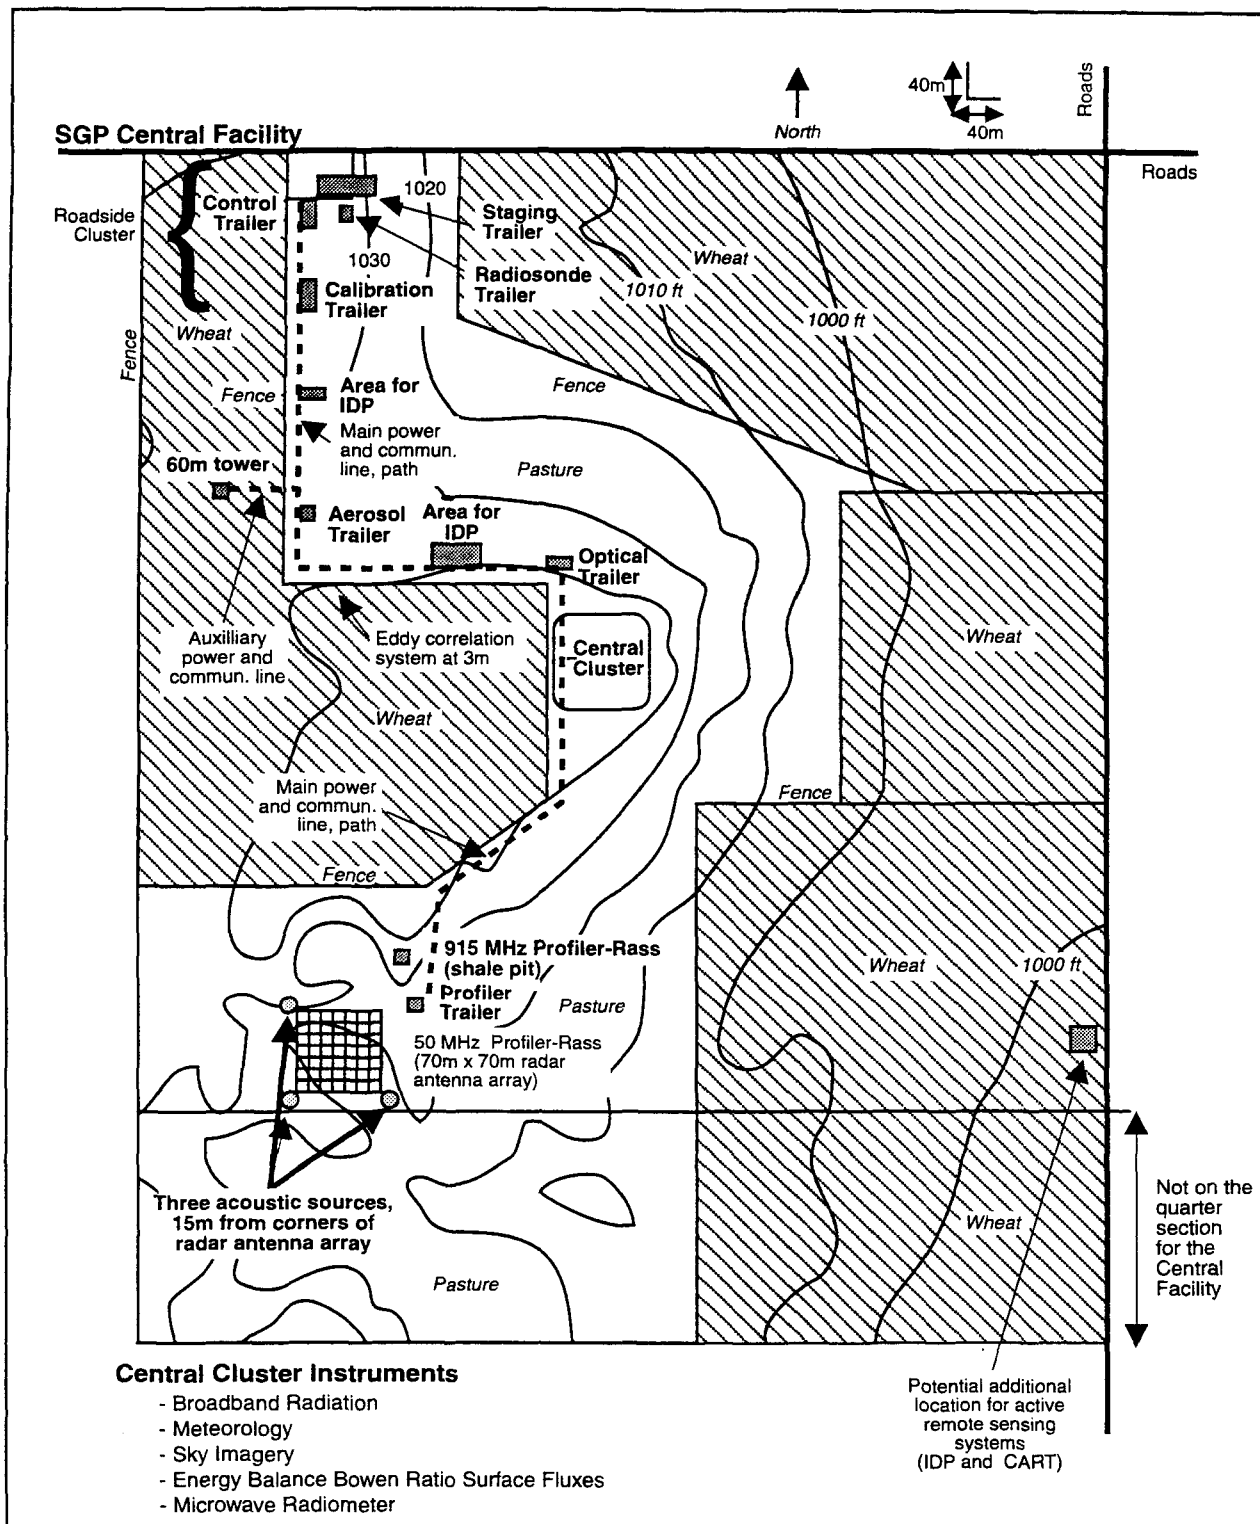 40m
40m
North
Roads
Roads
SGP Central Facility
Roadside
Cluster
Control
Trailer
1020
Staging
Trailer
1030
Radiosonde
Trailer
Calibration
Trailer
Wheat
1010 ft
1000 ft
Wheat
Fence
Fence
Area for
IDP
Fence
Main power
and commun.
line, path
60m tower
Pasture
Aerosol
Trailer
Area for
IDP
Optical
Trailer
Auxilliary
power and
commun. line
Eddy correlation
system at 3m
Central
Cluster
Wheat
Wheat
Main power
and commun.
line, path
Fence
Fence
915 MHz Profiler-Rass
(shale pit)
Profiler
Trailer
Pasture
Wheat
1000 ft
50 MHz Profiler-Rass
(70m x 70m radar
antenna array)
Three acoustic sources,
15m from corners of
radar antenna array
Pasture
Wheat
Not on the
quarter
section
for the
Central
Facility
Central Cluster Instruments
- Broadband Radiation
- Meteorology
- Sky Imagery
- Energy Balance Bowen Ratio Surface Fluxes
- Microwave Radiometer
Potential additional
location for active
remote sensing
systems
(IDP and CART)